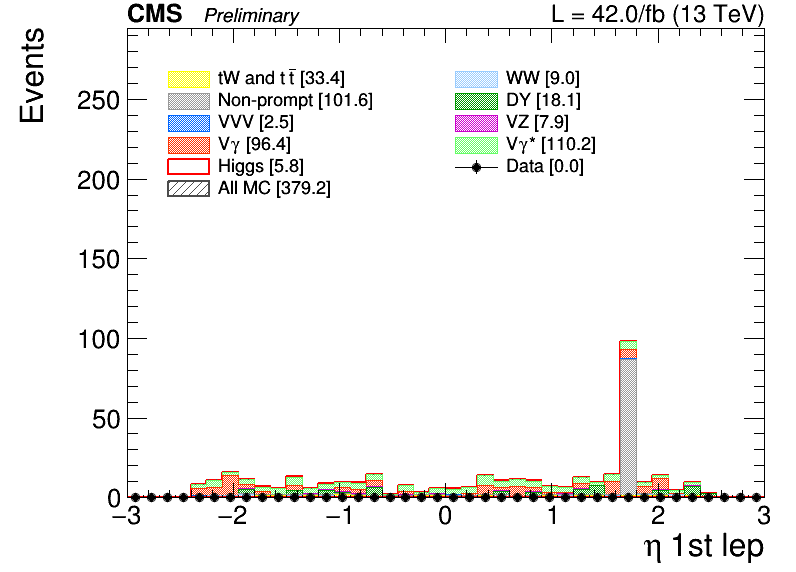 CMS Preliminary L = 42.0/fb (13 TeV)
Events
tW and t t̄ [33.4]
Non-prompt [101.6]
VVV [2.5]
Vγ [96.4]
Higgs [5.8]
All MC [379.2]
WW [9.0]
DY [18.1]
VZ [7.9]
Vγ* [110.2]
Data [0.0]
250
200
150
100
50
0
−3 −2 −1 0 1 2 3
η 1st lep